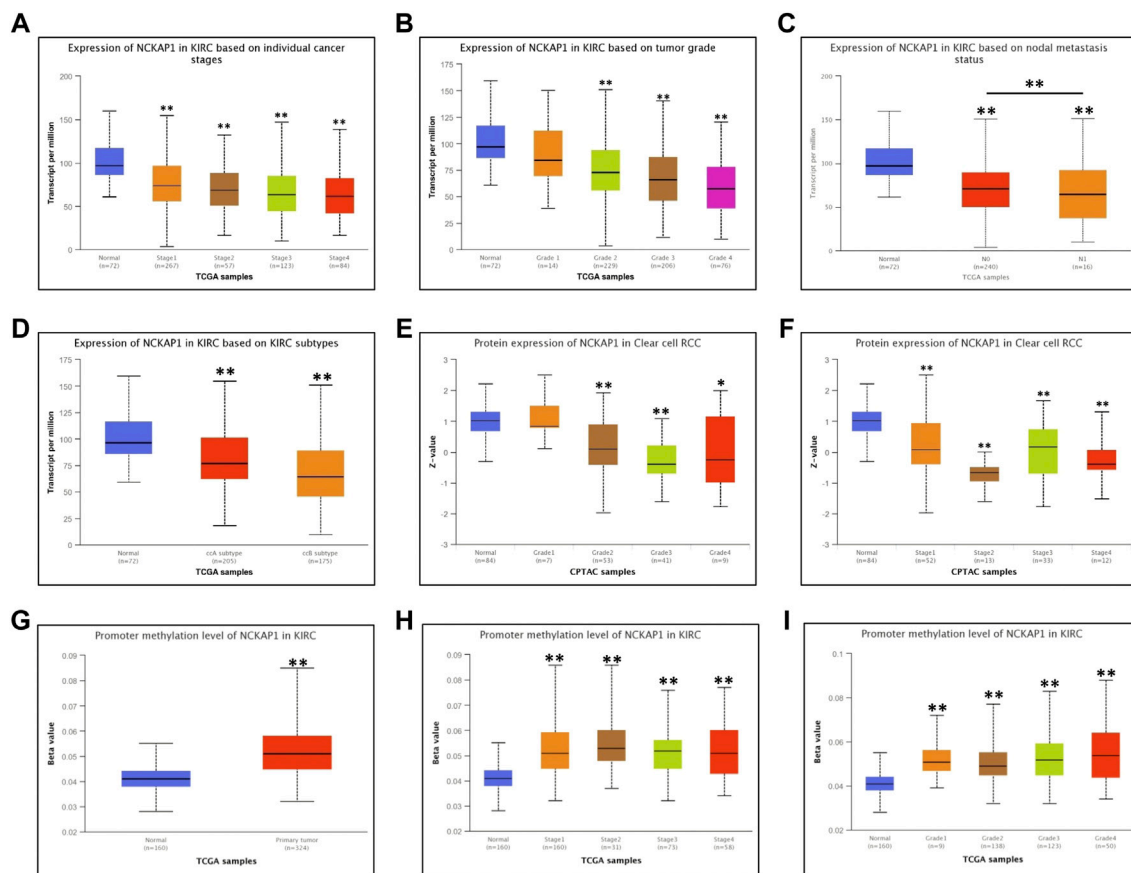 A
Expression of NCKAP1 in KIRC based on individual cancer
stages
Transcript per million
200
150
100
50
0
** ** ** **
Normal Stage1 Stage2 Stage3 Stage4
(n=72) (n=267) (n=57) (n=123) (n=84)
TCGA samples
B
Expression of NCKAP1 in KIRC based on tumor grade
Transcript per million
175
150
125
100
75
50
25
0
** ** **
Normal Grade 1 Grade 2 Grade 3 Grade 4
(n=72) (n=14) (n=229) (n=206) (n=76)
TCGA samples
C
Expression of NCKAP1 in KIRC based on nodal metastasis
status
Transcript per million
200
150
100
50
0
**
** **
Normal N0 N1
(n=72) (n=240) (n=16)
TCGA samples
D
Expression of NCKAP1 in KIRC based on KIRC subtypes
Transcript per million
175
150
125
100
75
50
25
0
** **
Normal ccA subtype ccB subtype
(n=72) (n=205) (n=175)
TCGA samples
E
Protein expression of NCKAP1 in Clear cell RCC
Z-value
3
2
1
0
-1
-2
-3
** ** *
Normal Grade1 Grade2 Grade3 Grade4
(n=84) (n=7) (n=53) (n=41) (n=9)
CPTAC samples
F
Protein expression of NCKAP1 in Clear cell RCC
Z-value
3
2
1
0
-1
-2
-3
** ** ** **
Normal Stage1 Stage2 Stage3 Stage4
(n=84) (n=52) (n=13) (n=33) (n=12)
CPTAC samples
G
Promoter methylation level of NCKAP1 in KIRC
Beta value
0.09
0.08
0.07
0.06
0.05
0.04
0.03
0.02
**
Normal Primary tumor
(n=160) (n=324)
TCGA samples
H
Promoter methylation level of NCKAP1 in KIRC
Beta value
0.09
0.08
0.07
0.06
0.05
0.04
0.03
0.02
** ** ** **
Normal Stage1 Stage2 Stage3 Stage4
(n=160) (n=160) (n=31) (n=73) (n=58)
TCGA samples
I
Promoter methylation level of NCKAP1 in KIRC
Beta value
0.1
0.08
0.06
0.04
0.02
** ** ** **
Normal Grade1 Grade2 Grade3 Grade4
(n=160) (n=9) (n=138) (n=123) (n=50)
TCGA samples